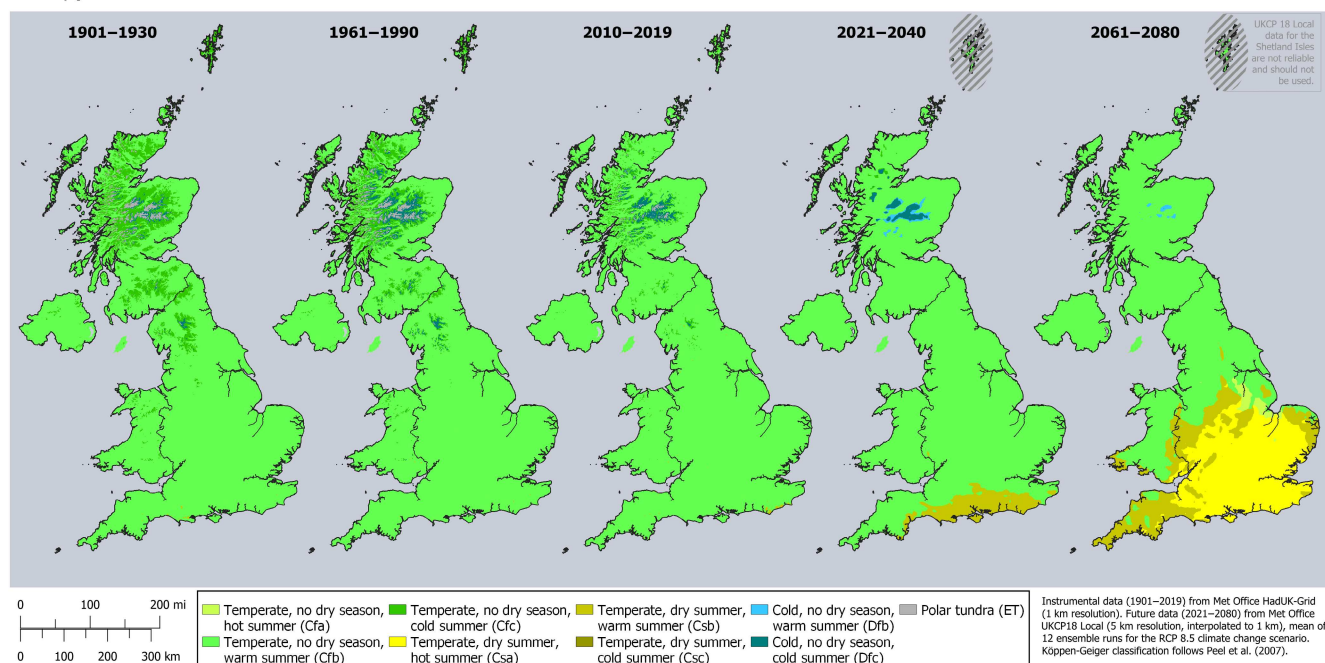 1901−1930
1961−1990
2010−2019
2021−2040
2061−2080
UKCP 18 Local
data for the
Shetland Isles
are not reliable
and should not
be used.
0 100 200 mi
0 100 200 300 km
Temperate, no dry season,
hot summer (Cfa)
Temperate, no dry season,
warm summer (Cfb)
Temperate, no dry season,
cold summer (Cfc)
Temperate, dry summer,
hot summer (Csa)
Temperate, dry summer,
warm summer (Csb)
Temperate, dry summer,
cold summer (Csc)
Cold, no dry season,
warm summer (Dfb)
Cold, no dry season,
cold summer (Dfc)
Polar tundra (ET)
Instrumental data (1901−2019) from Met Office HadUK-Grid
(1 km resolution). Future data (2021−2080) from Met Office
UKCP18 Local (5 km resolution, interpolated to 1 km), mean of
12 ensemble runs for the RCP 8.5 climate change scenario.
Köppen-Geiger classification follows Peel et al. (2007).